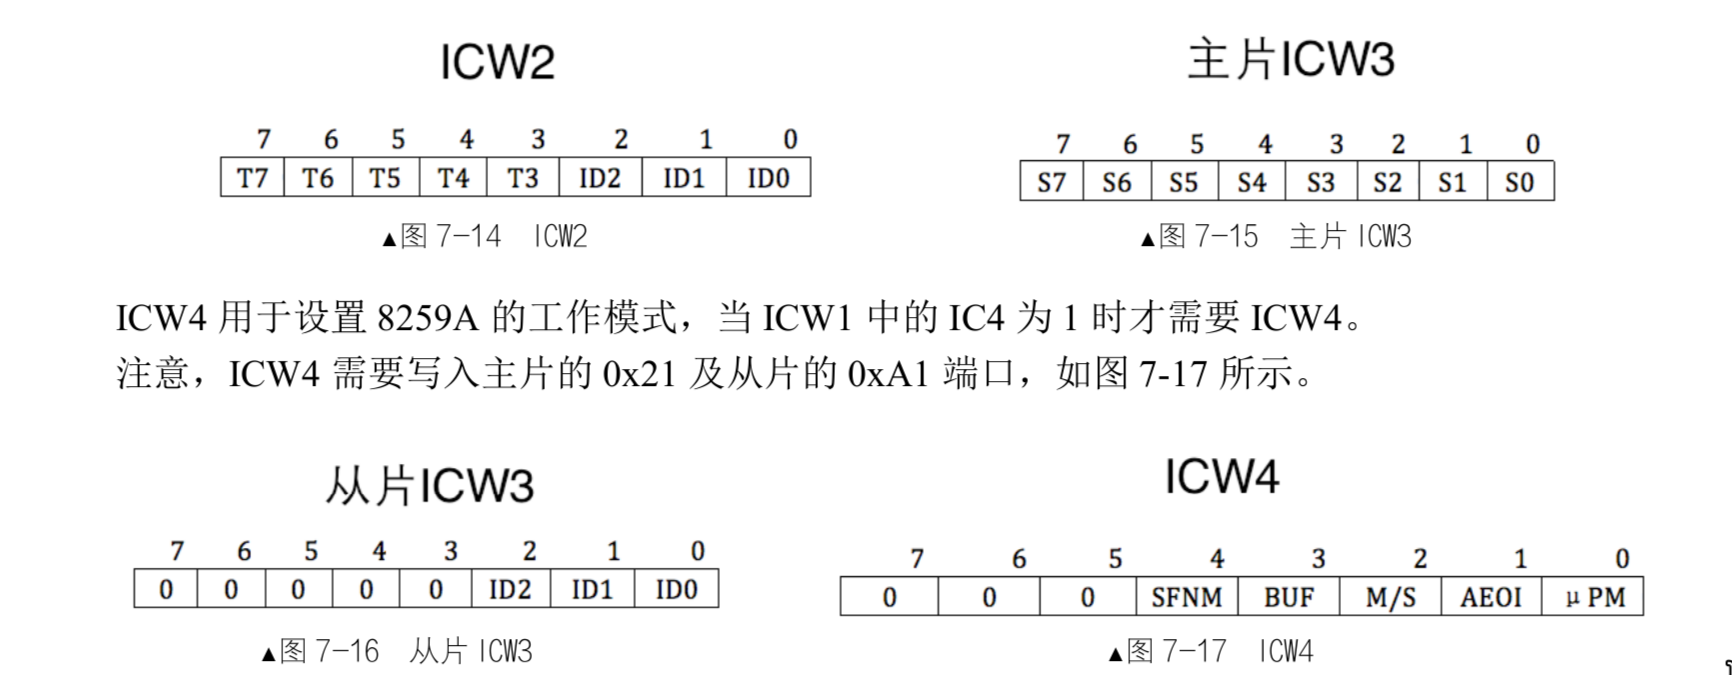 ICW2
主片ICW3
7 6 5 4 3 2 1 0
T7 T6 T5 T4 T3 ID2 ID1 ID0
7 6 5 4 3 2 1 0
S7 S6 S5 S4 S3 S2 S1 S0
▲图 7-14 ICW2
▲图 7-15 主片 ICW3
ICW4 用于设置 8259A 的工作模式，当 ICW1 中的 IC4 为 1 时才需要 ICW4。
注意，ICW4 需要写入主片的 0x21 及从片的 0xA1 端口，如图 7-17 所示。
从片ICW3
ICW4
7 6 5 4 3 2 1 0
0 0 0 0 0 ID2 ID1 ID0
7 6 5 4 3 2 1 0
0 0 0 SFNM BUF M/S AEOI μPM
▲图 7-16 从片 ICW3
▲图 7-17 ICW4